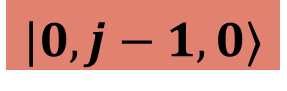 |0, j − 1, 0⟩